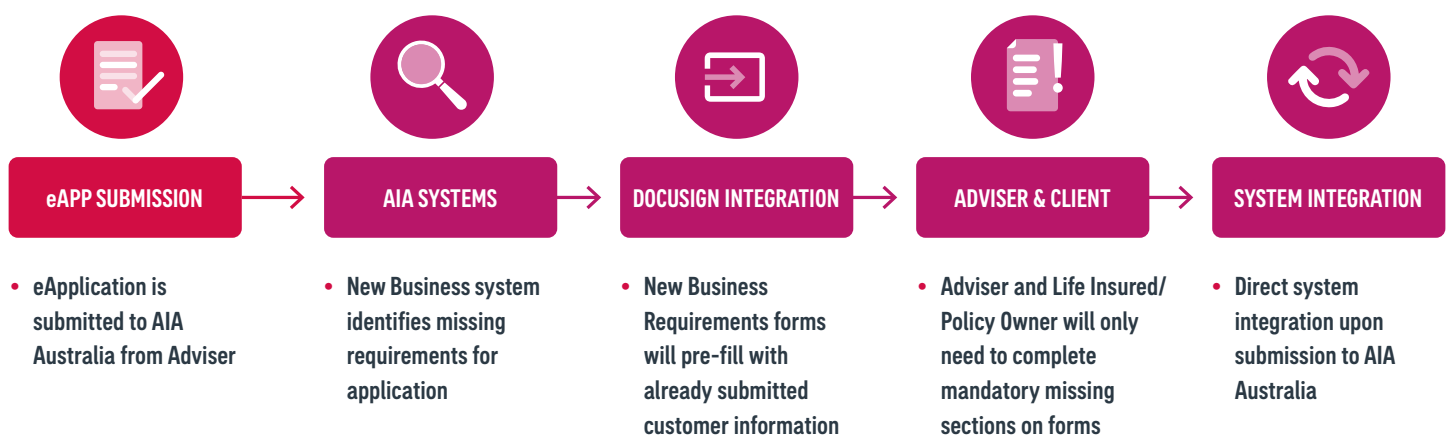 eAPP SUBMISSION
AIA SYSTEMS
DOCUSIGN INTEGRATION
ADVISER & CLIENT
SYSTEM INTEGRATION
• eApplication is
submitted to AIA
Australia from Adviser
• New Business system
identifies missing
requirements for
application
• New Business
Requirements forms
will pre-fill with
already submitted
customer information
• Adviser and Life Insured/
Policy Owner will only
need to complete
mandatory missing
sections on forms
• Direct system
integration upon
submission to AIA
Australia